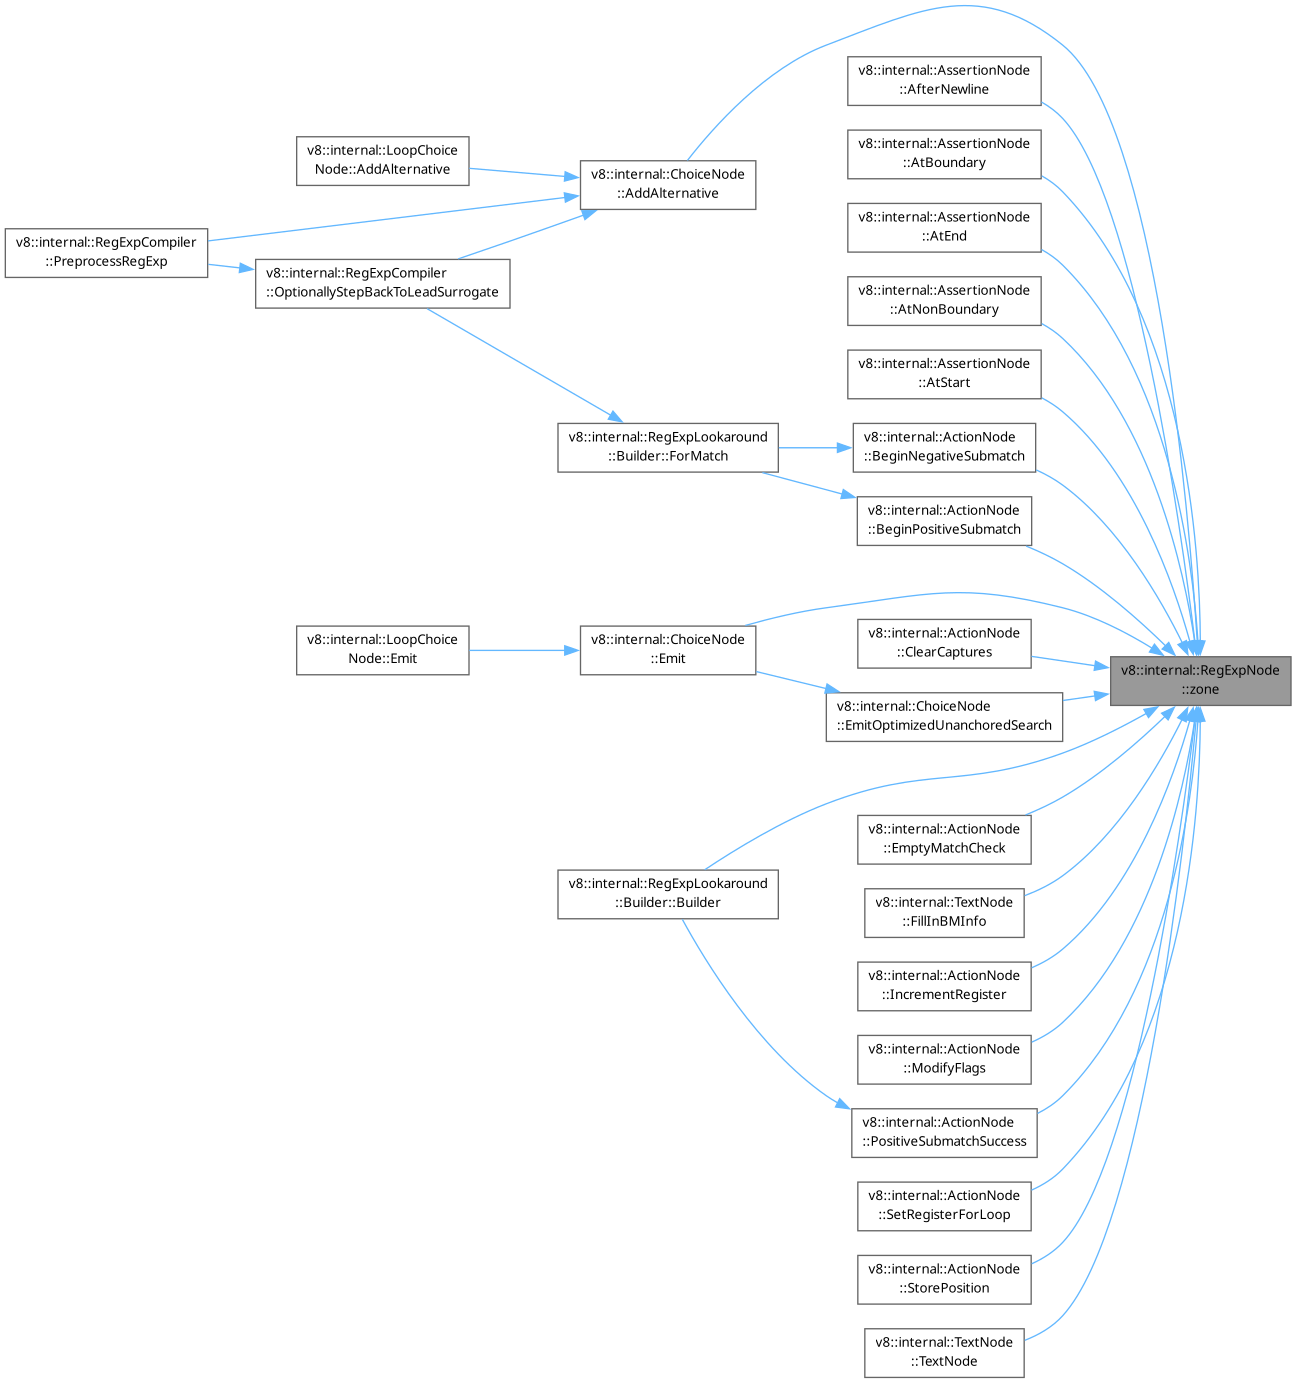 v8::internal::AssertionNode
::AfterNewline
v8::internal::AssertionNode
::AtBoundary
v8::internal::LoopChoice
Node::AddAlternative
v8::internal::ChoiceNode
::AddAlternative
v8::internal::AssertionNode
::AtEnd
v8::internal::RegExpCompiler
::PreprocessRegExp
v8::internal::RegExpCompiler
::OptionallyStepBackToLeadSurrogate
v8::internal::AssertionNode
::AtNonBoundary
v8::internal::AssertionNode
::AtStart
v8::internal::RegExpLookaround
::Builder::ForMatch
v8::internal::ActionNode
::BeginNegativeSubmatch
v8::internal::ActionNode
::BeginPositiveSubmatch
v8::internal::LoopChoice
Node::Emit
v8::internal::ChoiceNode
::Emit
v8::internal::ActionNode
::ClearCaptures
v8::internal::RegExpNode
::zone
v8::internal::ChoiceNode
::EmitOptimizedUnanchoredSearch
v8::internal::ActionNode
::EmptyMatchCheck
v8::internal::RegExpLookaround
::Builder::Builder
v8::internal::TextNode
::FillInBMInfo
v8::internal::ActionNode
::IncrementRegister
v8::internal::ActionNode
::ModifyFlags
v8::internal::ActionNode
::PositiveSubmatchSuccess
v8::internal::ActionNode
::SetRegisterForLoop
v8::internal::ActionNode
::StorePosition
v8::internal::TextNode
::TextNode